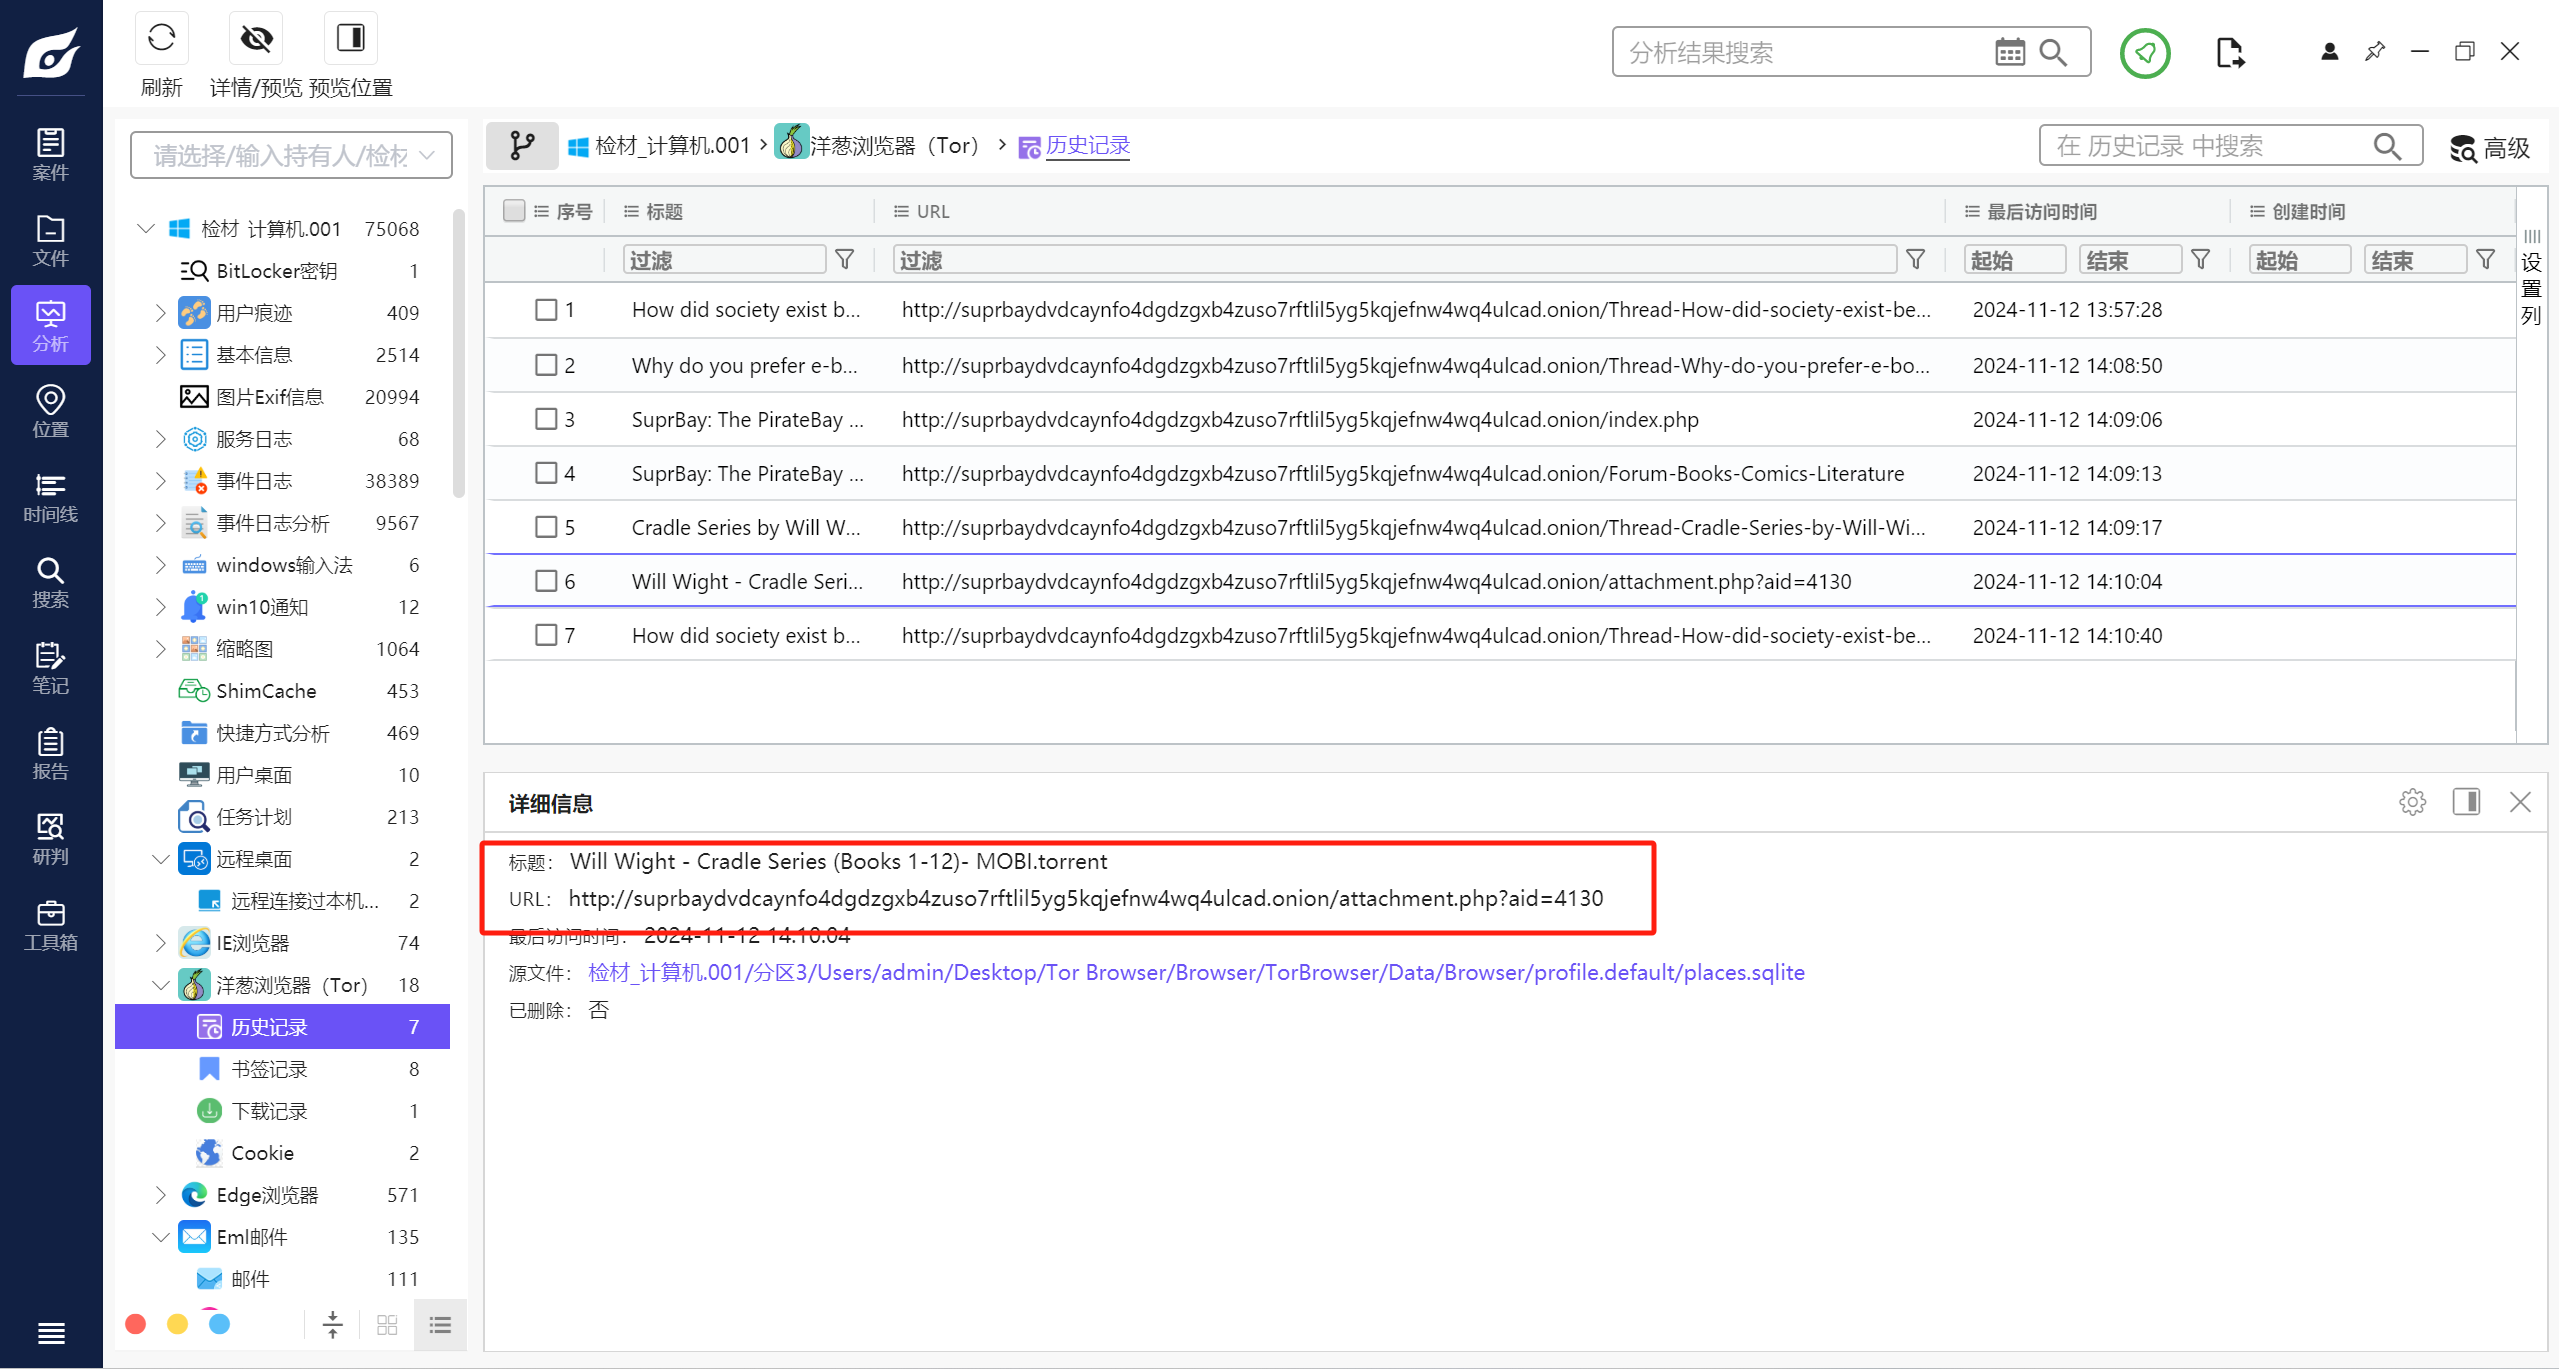 刷新
详情/预览
预览位置
分析结果搜索
案件
文件
分析
位置
时间线
搜索
笔记
报告
研判
工具箱
请选择/输入持有人/检材
检材_计算机.001 75068
BitLocker密钥 1
用户痕迹 409
基本信息 2514
图片Exif信息 20994
服务日志 68
事件日志 38389
事件日志分析 9567
windows输入法 6
win10通知 12
缩略图 1064
ShimCache 453
快捷方式分析 469
用户桌面 10
任务计划 213
远程桌面 2
远程连接过本机... 2
IE浏览器 74
洋葱浏览器（Tor） 18
历史记录 7
书签记录 8
下载记录 1
Cookie 2
Edge浏览器 571
Eml邮件 135
邮件 111
检材_计算机.001 › 洋葱浏览器（Tor） › 历史记录
在 历史记录 中搜索
高级
序号 标题 URL 最后访问时间 创建时间
过滤 过滤 起始 结束 起始 结束
设置列
1 How did society exist b... http://suprbaydvdcaynfo4dgdzgxb4zuso7rftlil5yg5kqjefnw4wq4ulcad.onion/Thread-How-did-society-exist-be... 2024-11-12 13:57:28
2 Why do you prefer e-b... http://suprbaydvdcaynfo4dgdzgxb4zuso7rftlil5yg5kqjefnw4wq4ulcad.onion/Thread-Why-do-you-prefer-e-bo... 2024-11-12 14:08:50
3 SuprBay: The PirateBay ... http://suprbaydvdcaynfo4dgdzgxb4zuso7rftlil5yg5kqjefnw4wq4ulcad.onion/index.php 2024-11-12 14:09:06
4 SuprBay: The PirateBay ... http://suprbaydvdcaynfo4dgdzgxb4zuso7rftlil5yg5kqjefnw4wq4ulcad.onion/Forum-Books-Comics-Literature 2024-11-12 14:09:13
5 Cradle Series by Will W... http://suprbaydvdcaynfo4dgdzgxb4zuso7rftlil5yg5kqjefnw4wq4ulcad.onion/Thread-Cradle-Series-by-Will-Wi... 2024-11-12 14:09:17
6 Will Wight - Cradle Seri... http://suprbaydvdcaynfo4dgdzgxb4zuso7rftlil5yg5kqjefnw4wq4ulcad.onion/attachment.php?aid=4130 2024-11-12 14:10:04
7 How did society exist b... http://suprbaydvdcaynfo4dgdzgxb4zuso7rftlil5yg5kqjefnw4wq4ulcad.onion/Thread-How-did-society-exist-be... 2024-11-12 14:10:40
详细信息
标题： Will Wight - Cradle Series (Books 1-12)- MOBI.torrent
URL： http://suprbaydvdcaynfo4dgdzgxb4zuso7rftlil5yg5kqjefnw4wq4ulcad.onion/attachment.php?aid=4130
最后访问时间： 2024-11-12 14:10:04
源文件： 检材_计算机.001/分区3/Users/admin/Desktop/Tor Browser/Browser/TorBrowser/Data/Browser/profile.default/places.sqlite
已删除： 否